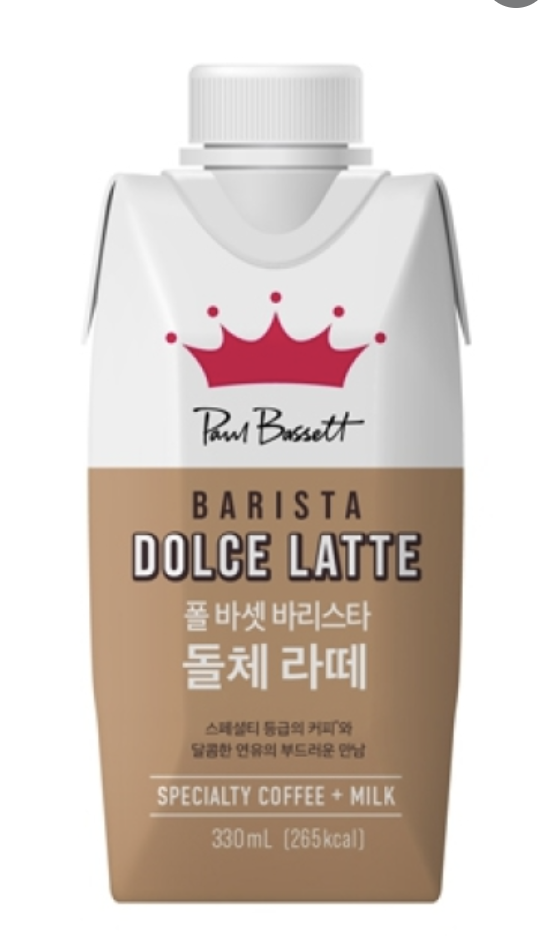 Paul Bassett
BARISTA
DOLCE LATTE
폴 바셋 바리스타
돌체 라떼
스페셜티 등급의 커피*와
달콤한 연유의 부드러운 만남
SPECIALTY COFFEE + MILK
330mL (265kcal)